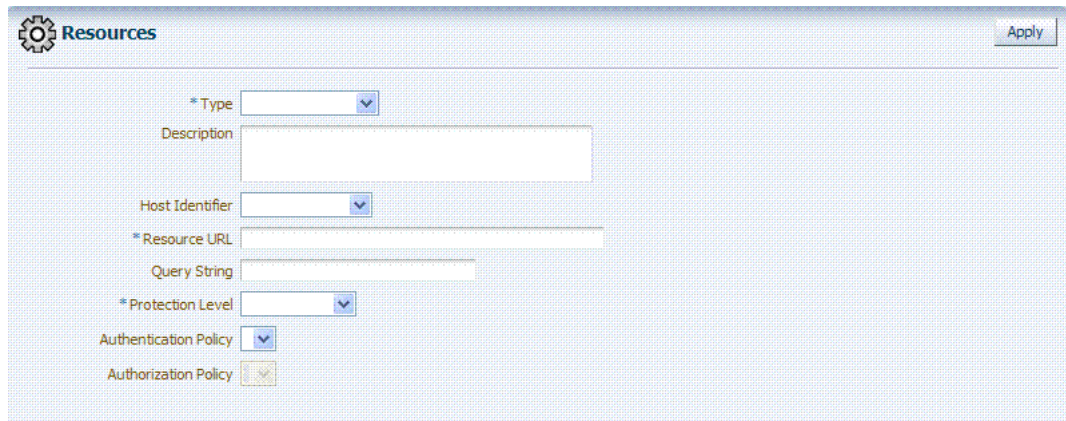 Resources
Apply
* Type
Description
Host Identifier
* Resource URL
Query String
* Protection Level
Authentication Policy
Authorization Policy